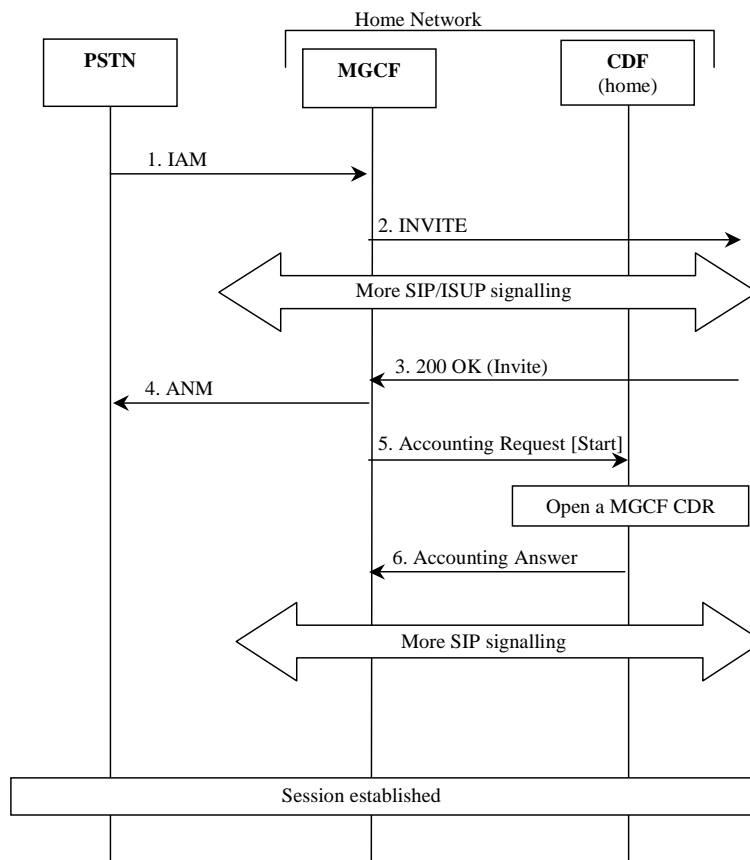 Home Network
PSTN
MGCF
CDF
(home)
1. IAM
2. INVITE
More SIP/ISUP signalling
3. 200 OK (Invite)
4. ANM
5. Accounting Request [Start]
Open a MGCF CDR
6. Accounting Answer
More SIP signalling
Session established